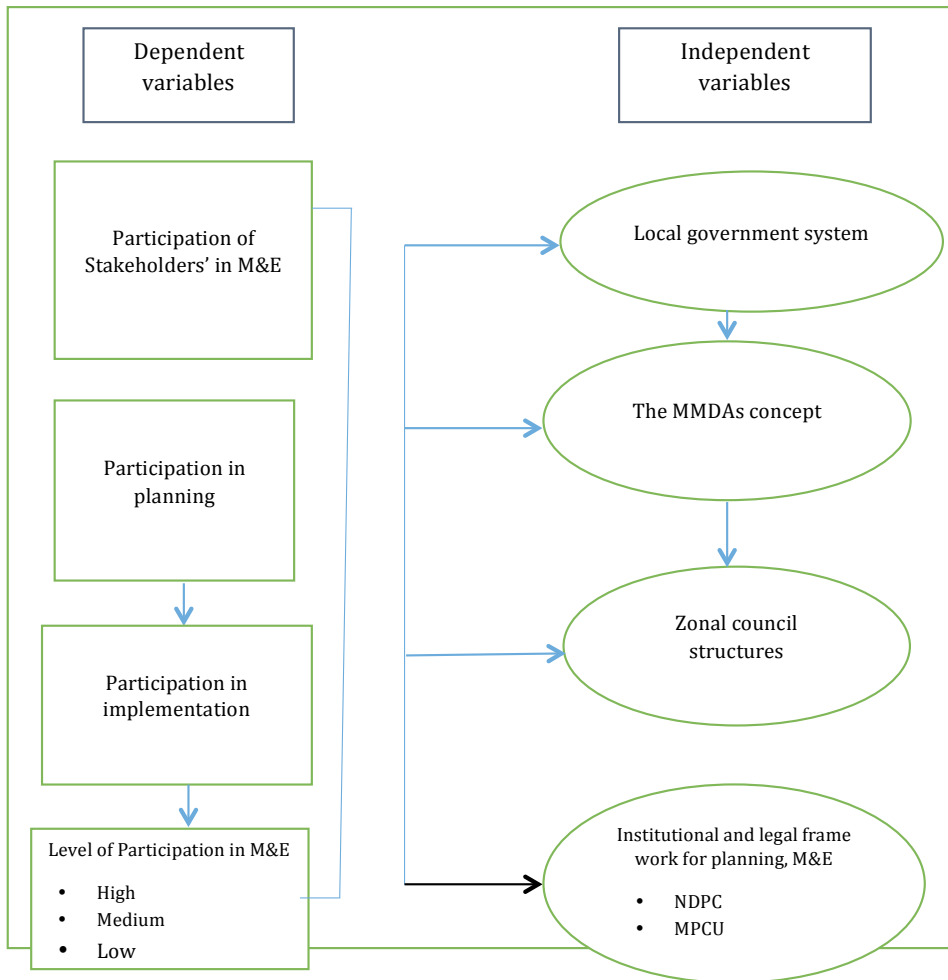 Dependent
variables
Independent
variables
Participation of
Stakeholders’ in M&E
Local government system
Participation in
planning
The MMDAs concept
Participation in
implementation
Zonal council
structures
Level of Participation in M&E
• High
• Medium
• Low
Institutional and legal frame
work for planning, M&E
• NDPC
• MPCU